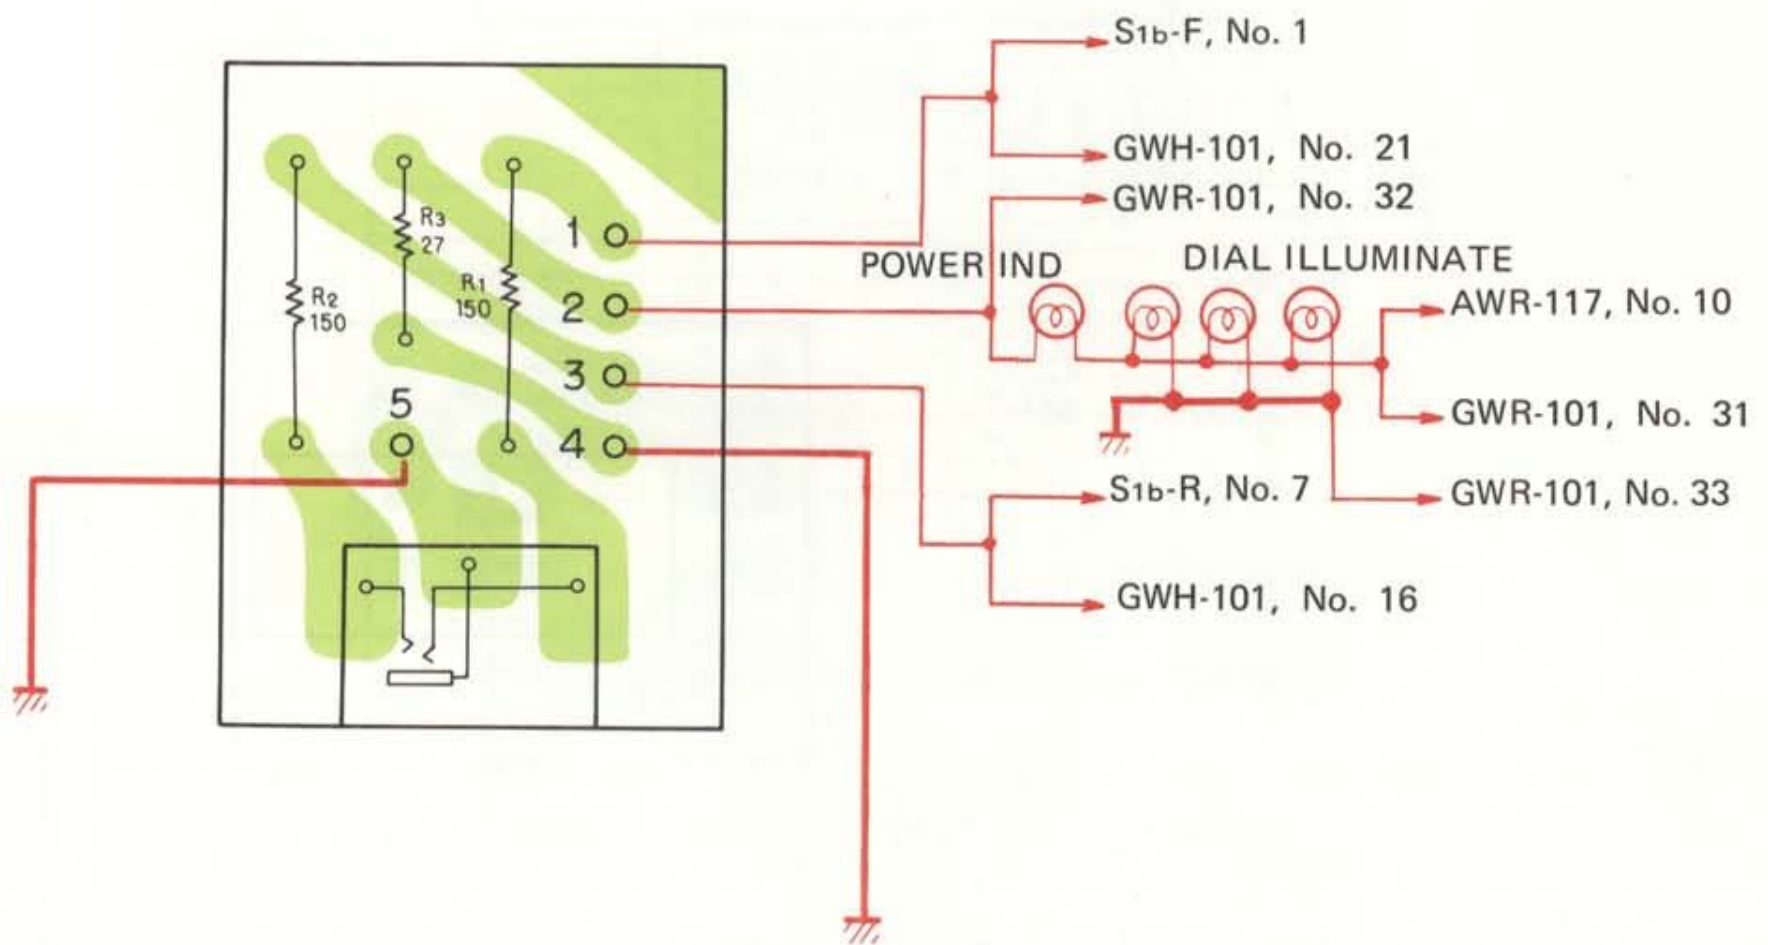 S1b-F, No. 1
GWH-101, No. 21
GWR-101, No. 32
POWER IND
DIAL ILLUMINATE
AWR-117, No. 10
GWR-101, No. 31
GWR-101, No. 33
S1b-R, No. 7
GWH-101, No. 16
R3
27
R1
150
R2
150
1
2
3
4
5